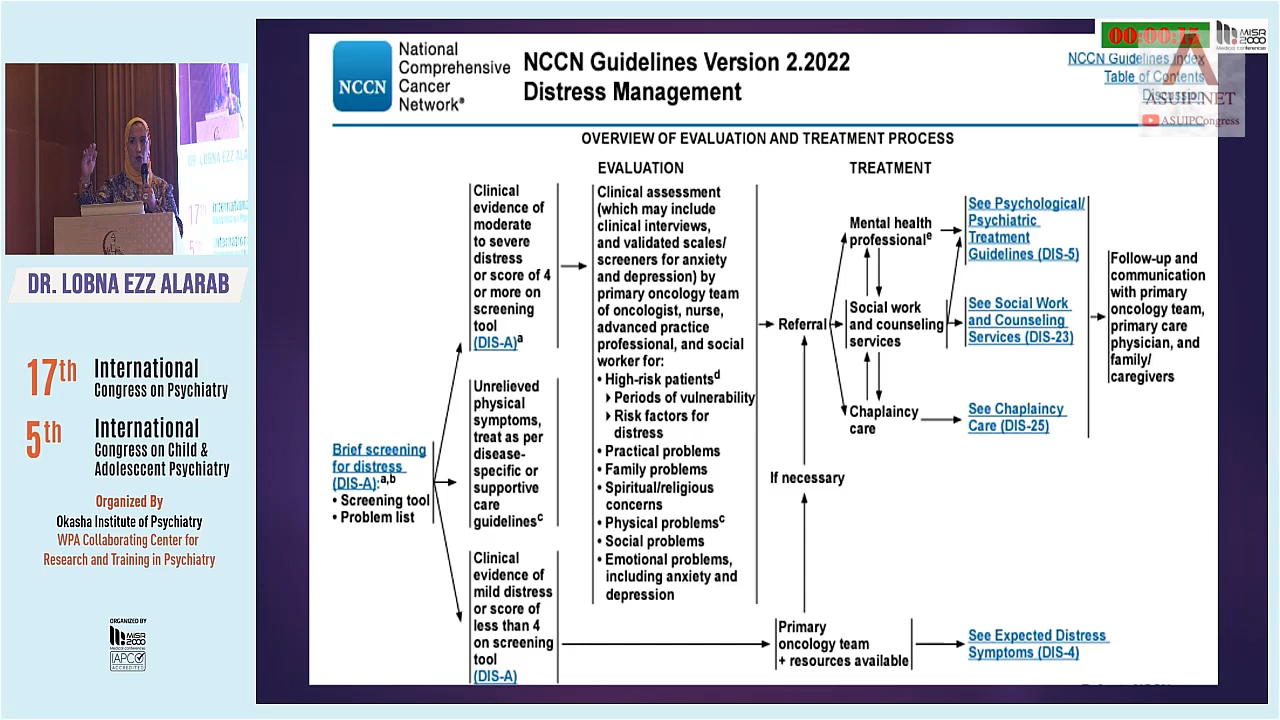 DR. LOBNA EZZ ALARAB
17th International
Congress on Psychiatry
5th International
Congress on Child &
Adolesccent Psychiatry
Organized By
Okasha Institute of Psychiatry
WPA Collaborating Center for
Research and Training in Psychiatry
ORGANIZED BY
MISR
2000
Medical conferences
IAPCO
ACCREDITED
NCCN
National
Comprehensive
Cancer
Network®
NCCN Guidelines Version 2.2022
Distress Management
MISR
2000
Medical conferences
NCCN Guidelines Index
Table of Contents
Discussion
ASUIP.NET
ASUIPCongress
OVERVIEW OF EVALUATION AND TREATMENT PROCESS
EVALUATION
TREATMENT
Brief screening
for distress
(DIS-A):a,b
• Screening tool
• Problem list
Clinical
evidence of
moderate
to severe
distress
or score of 4
or more on
screening
tool
(DIS-A)a
Unrelieved
physical
symptoms,
treat as per
disease-
specific or
supportive
care
guidelinesc
Clinical
evidence of
mild distress
or score of
less than 4
on screening
tool
(DIS-A)
Clinical assessment
(which may include
clinical interviews,
and validated scales/
screeners for anxiety
and depression) by
primary oncology team
of oncologist, nurse,
advanced practice
professional, and social
worker for:
• High-risk patientsd
Periods of vulnerability
Risk factors for
distress
• Practical problems
• Family problems
• Spiritual/religious
concerns
• Physical problemsc
• Social problems
• Emotional problems,
including anxiety and
depression
Referral
If necessary
Primary
oncology team
+ resources available
Mental health
professionale
Social work
and counseling
services
Chaplaincy
care
See Psychological/
Psychiatric
Treatment
Guidelines (DIS-5)
See Social Work
and Counseling
Services (DIS-23)
See Chaplaincy
Care (DIS-25)
See Expected Distress
Symptoms (DIS-4)
Follow-up and
communication
with primary
oncology team,
primary care
physician, and
family/
caregivers